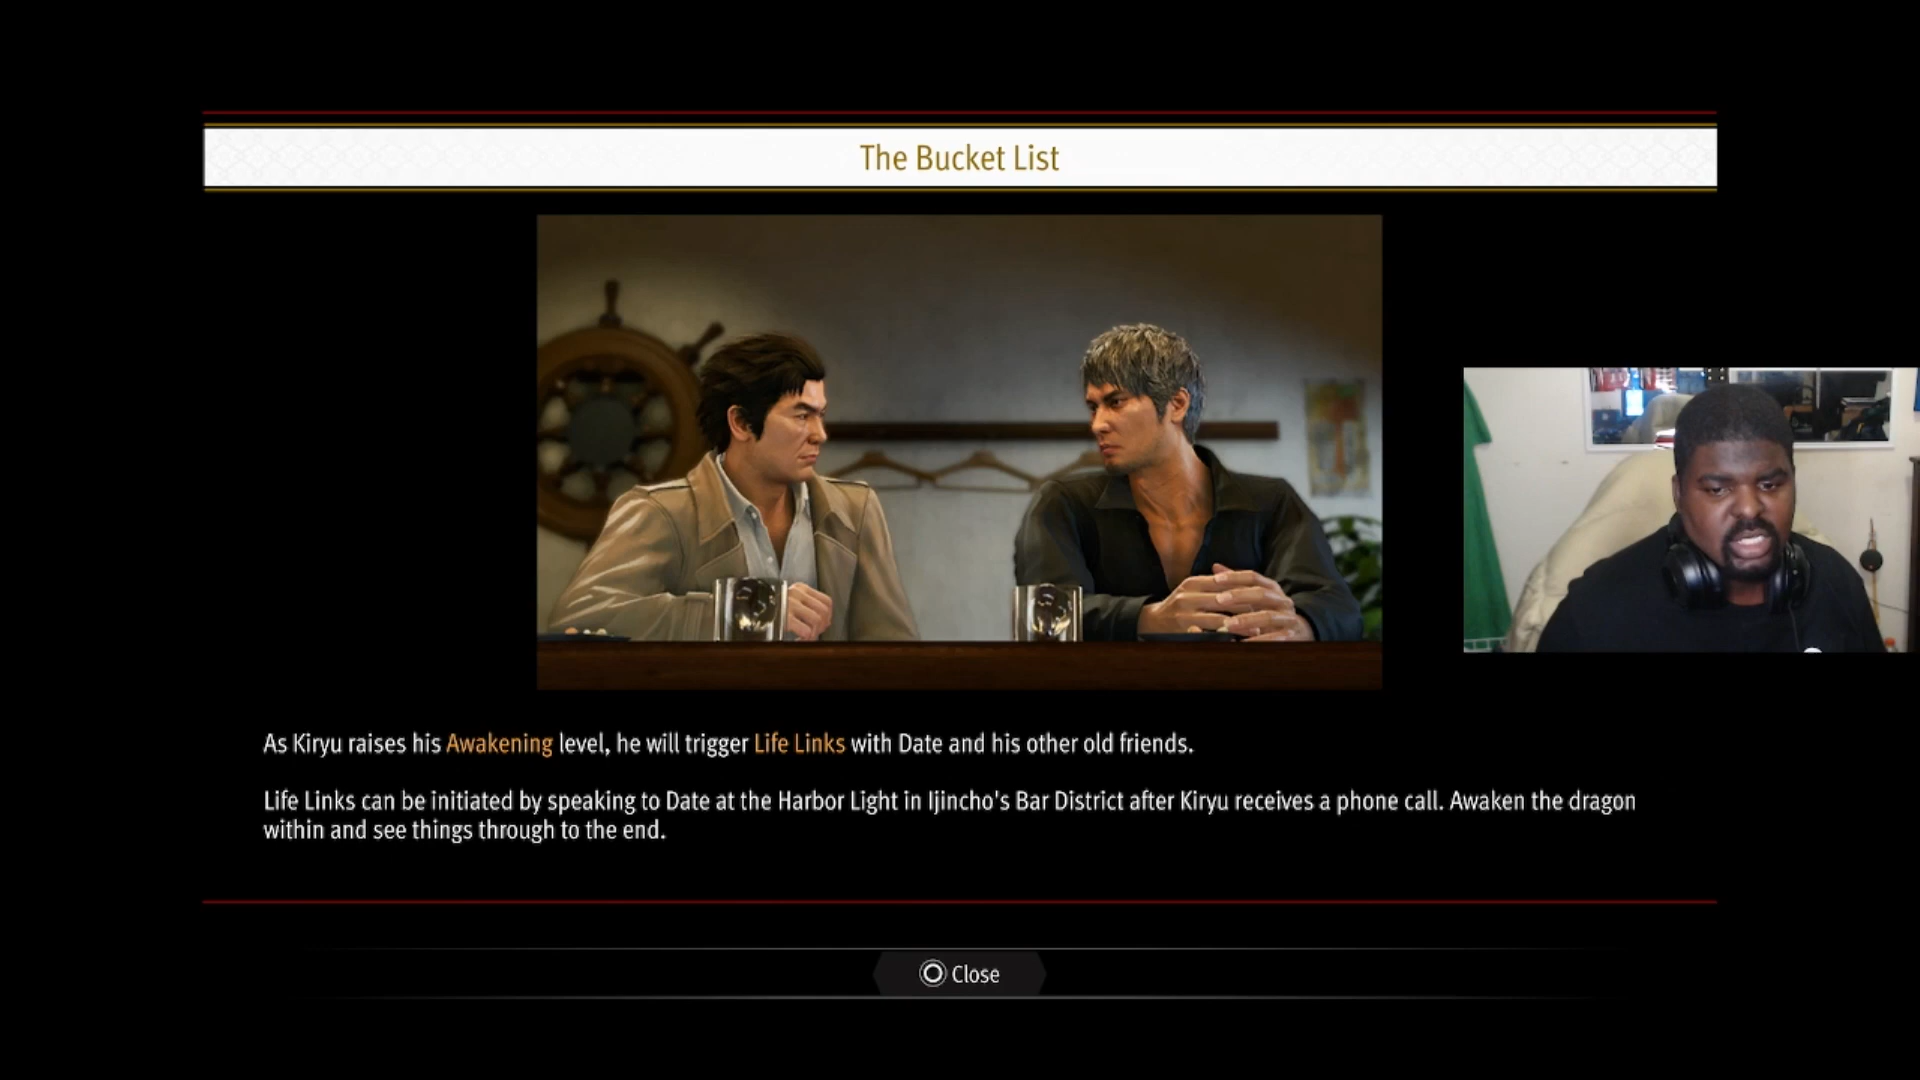 The Bucket List
As Kiryu raises his Awakening level, he will trigger Life Links with Date and his other old friends.
Life Links can be initiated by speaking to Date at the Harbor Light in Ijincho's Bar District after Kiryu receives a phone call. Awaken the dragon
within and see things through to the end.
Close